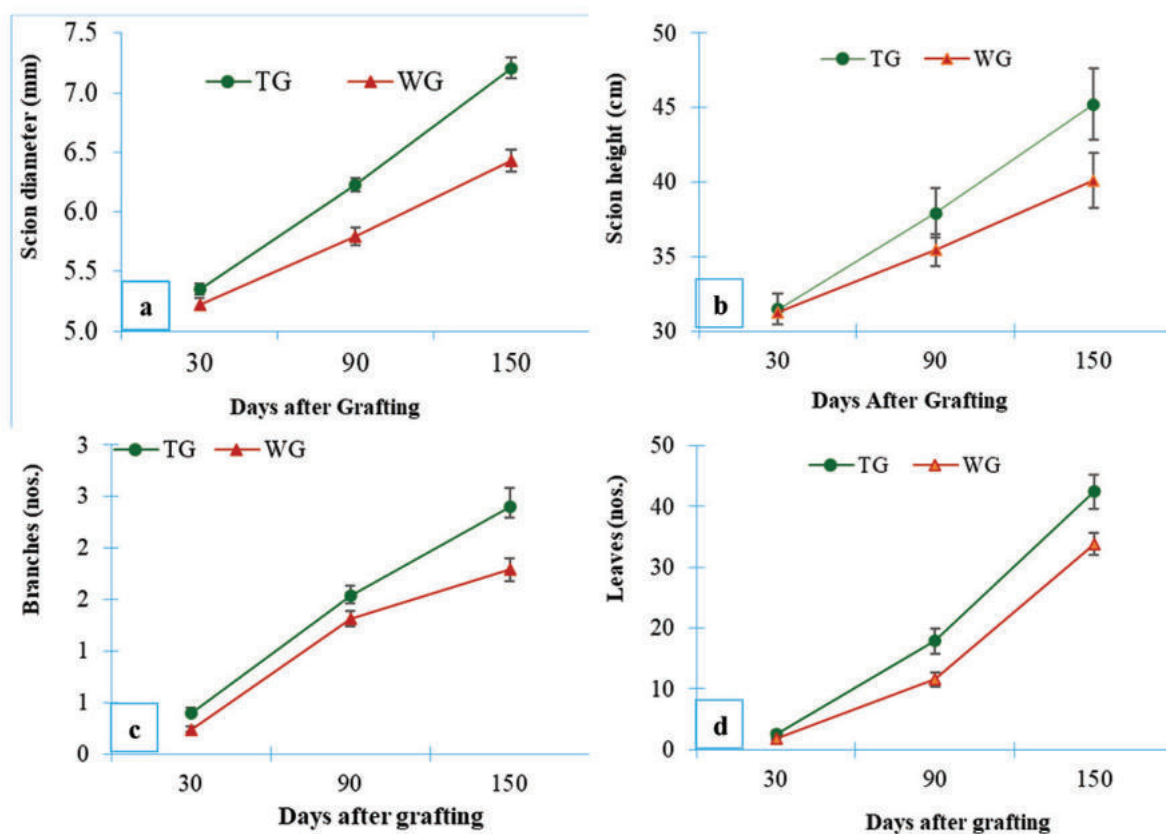 7.5
7.0
6.5
6.0
5.5
5.0
Scion diameter (mm)
TG WG
a
30 90 150
Days after Grafting
50
45
40
35
30
Scion height (cm)
TG WG
b
30 90 150
Days After Grafting
3
3
2
2
1
1
0
Branches (nos.)
TG WG
c
30 90 150
Days after grafting
50
40
30
20
10
0
Leaves (nos.)
TG WG
d
30 90 150
Days after grafting